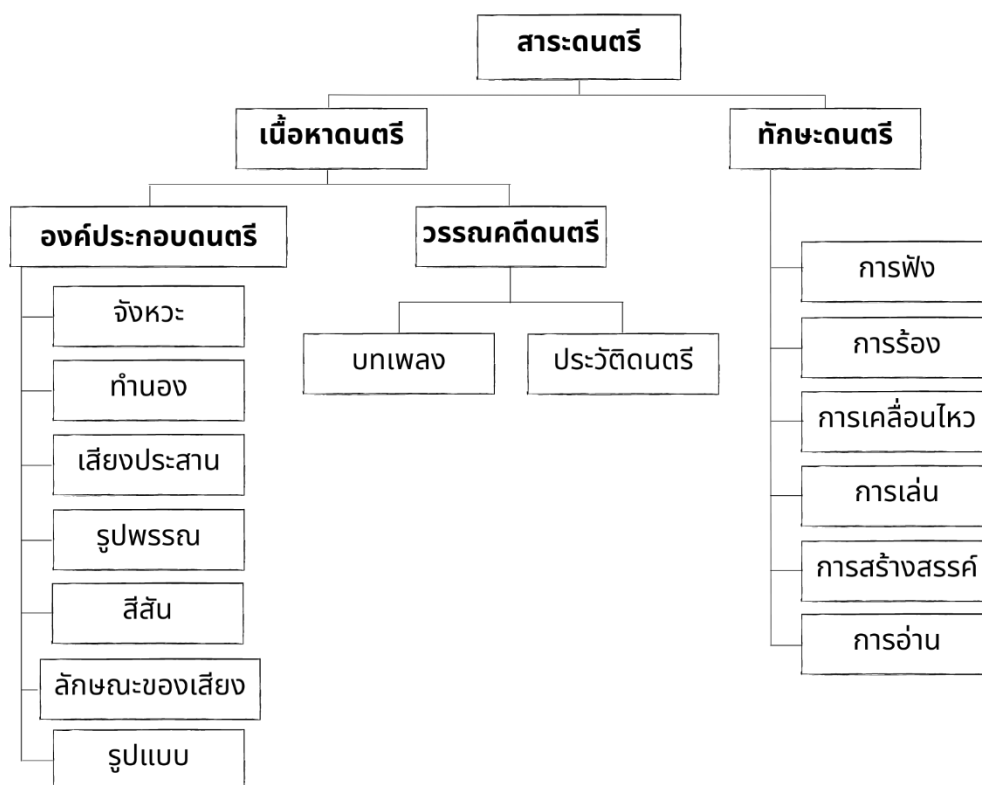 สาระดนตรี
เนื้อหาดนตรี
ทักษะดนตรี
องค์ประกอบดนตรี
วรรณคดีดนตรี
จังหวะ
ทำนอง
เสียงประสาน
รูปพรรณ
สีสัน
ลักษณะของเสียง
รูปแบบ
บทเพลง
ประวัติดนตรี
การฟัง
การร้อง
การเคลื่อนไหว
การเล่น
การสร้างสรรค์
การอ่าน